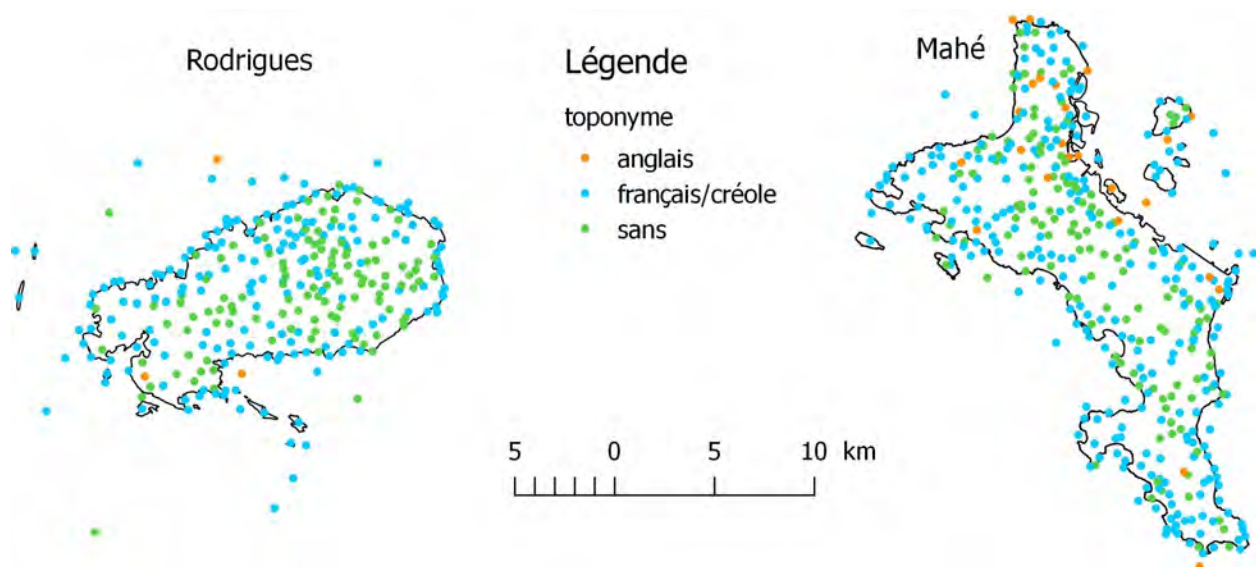 Rodrigues
Légende
Mahé
toponyme
anglais
français/créole
sans
5 0 5 10 km